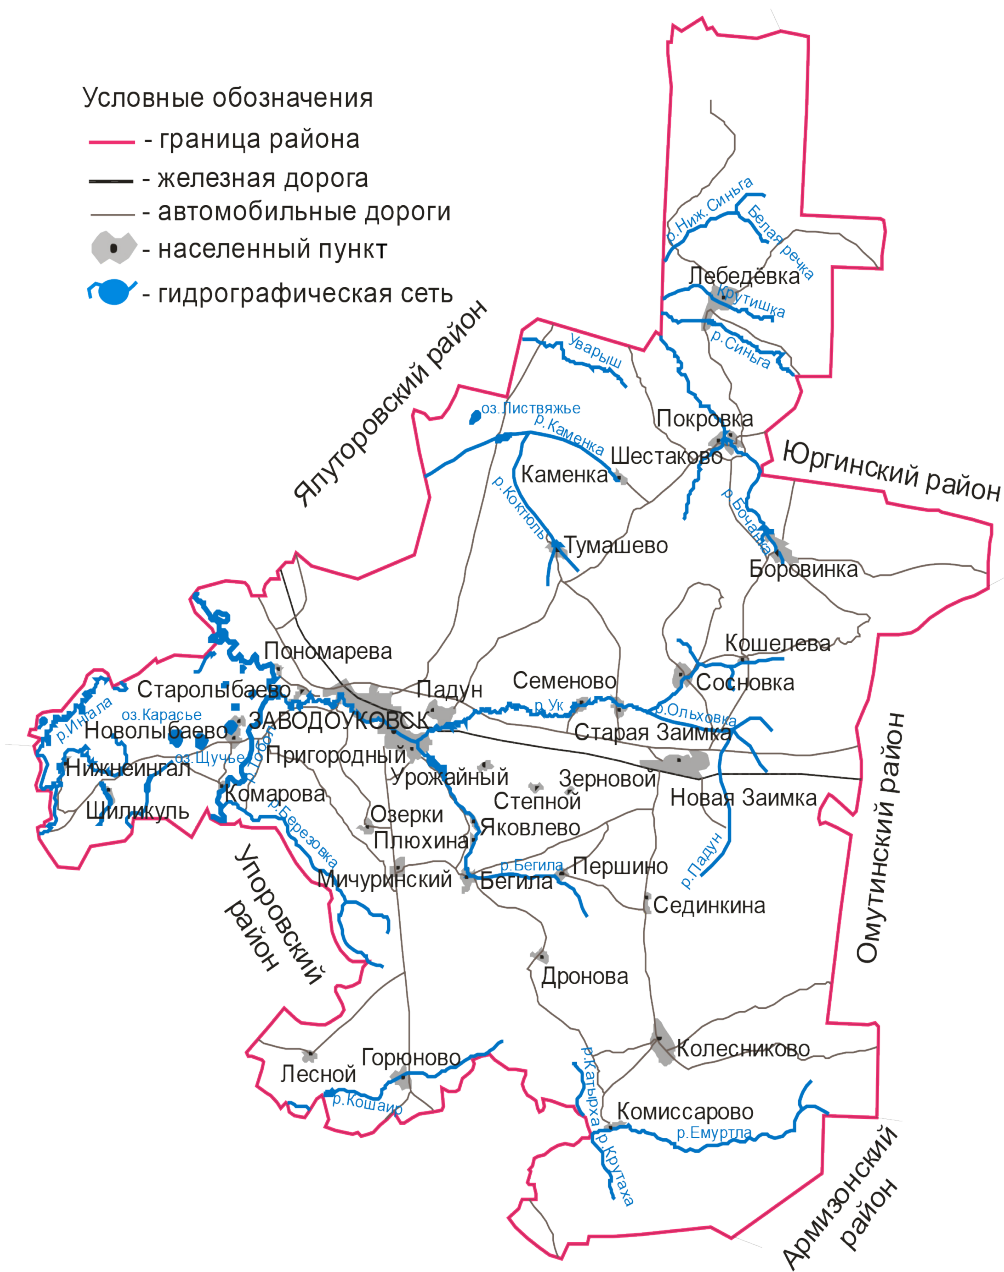 Условные обозначения
- граница района
- железная дорога
- автомобильные дороги
- населенный пункт
- гидрографическая сеть
р.Ниж.Синьга
Белая речка
Лебедёвка
Крутишка
р.Синьга
Ялуторовский район
Уварыш
оз.Листвяжье
р.Каменка
Покровка
Шестаково
Каменка
Юргинский район
р.Коктюль
р.Бочанка
Тумашево
Боровинка
Пономарева
Кошелева
Старолыбаево
Падун
Семеново
Сосновка
р.Инала
оз.Карасье
Новолыбаево
ЗАВОДОУКОВСК
р.Ук
р.Ольховка
Старая Заимка
р.Тобол
Пригородный
оз.Щучье
Нижнеингал
Урожайный
Зерновой
Комарова
Степной
Новая Заимка
Шиликуль
р.Березовка
Озерки
Яковлево
Плюхина
р.Падун
Омутинский район
Мичуринский
р.Бегила
Бегила
Першино
Упоровский
район
Сединкина
Дронова
Колесниково
Горюново
Лесной
р.Кошаир
р.Катырха
Комиссарово
р.Емуртла
р.Крутаха
Армизонский
район